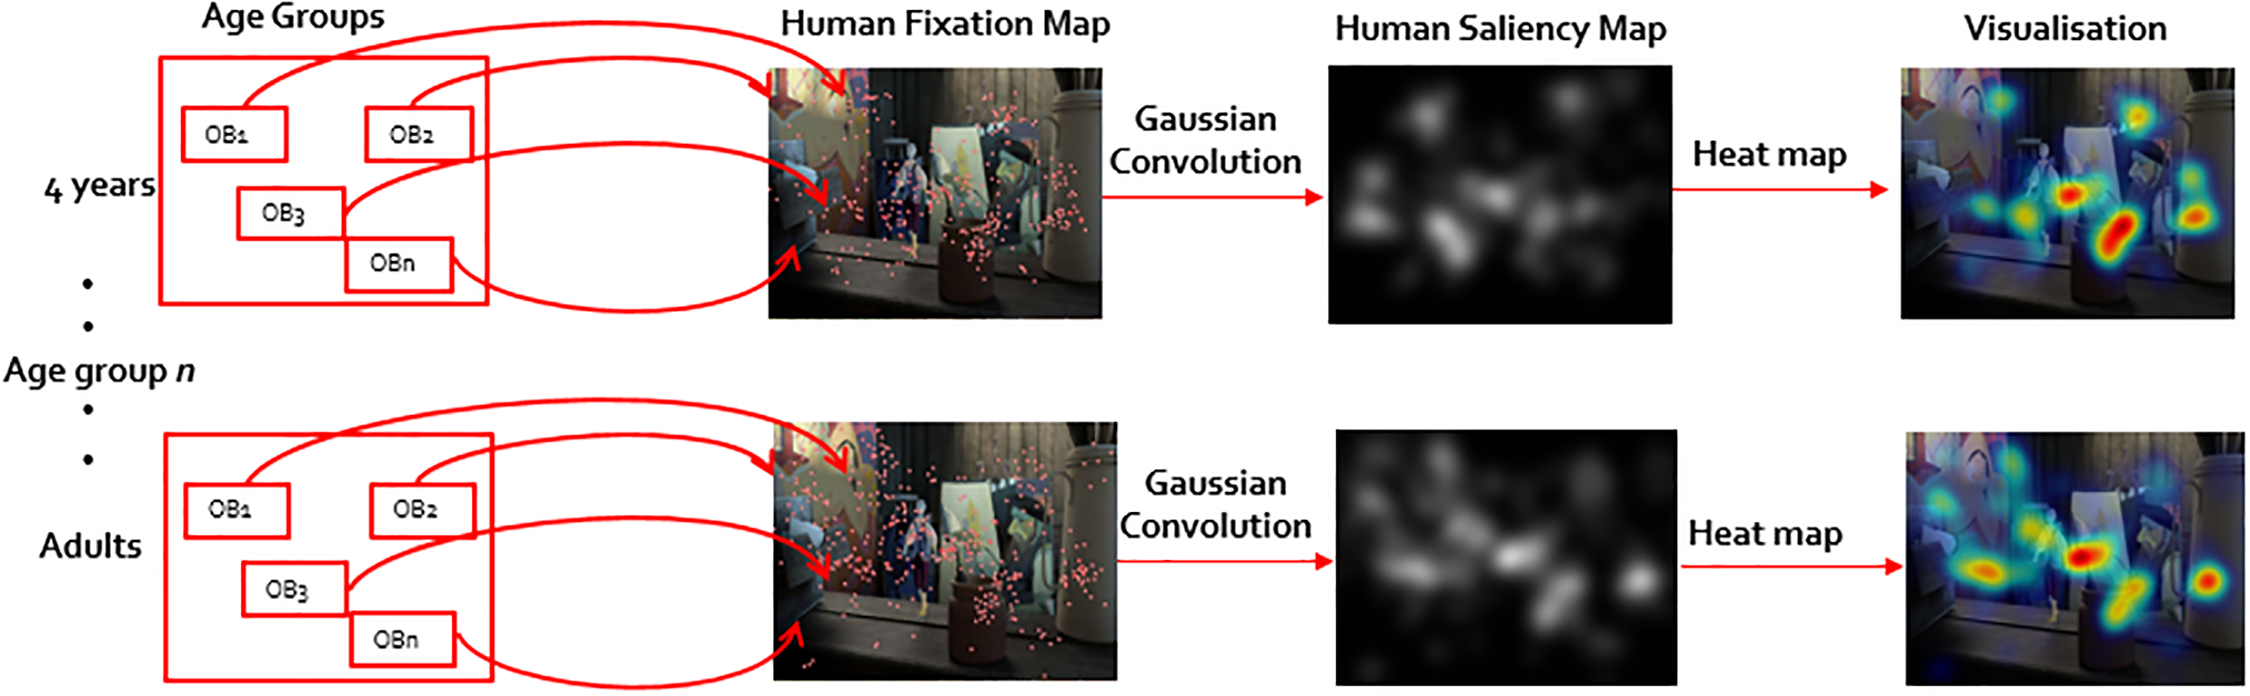 Age Groups
Human Fixation Map
Human Saliency Map
Visualisation
4 years
OB1
OB2
OB3
OBn
Gaussian
Convolution
Heat map
Age group n
Adults
OB1
OB2
OB3
OBn
Gaussian
Convolution
Heat map